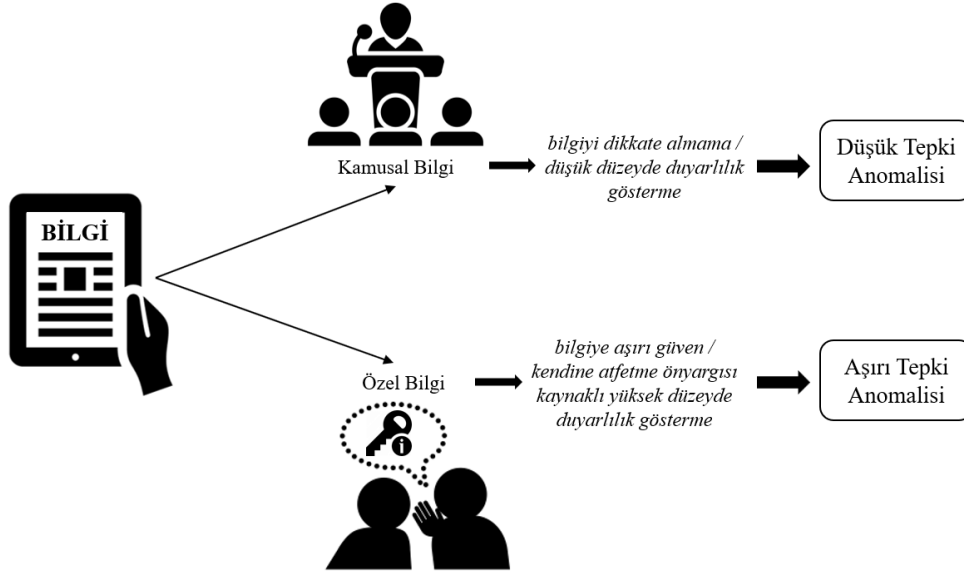 BİLGİ
Kamusal Bilgi
bilgiyi dikkate almama /
düşük düzeyde duyarlılık
gösterme
Düşük Tepki
Anomalisi
Özel Bilgi
bilgiye aşırı güven /
kendine atfetme önyargısı
kaynaklı yüksek düzeyde
duyarlılık gösterme
Aşırı Tepki
Anomalisi